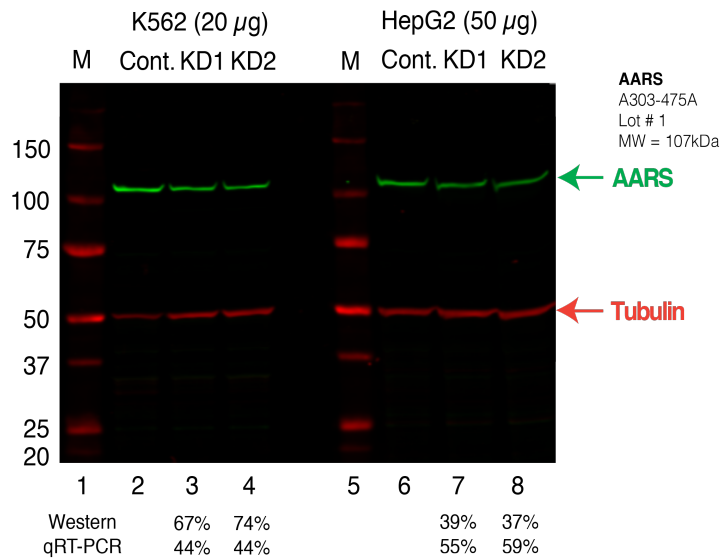 K562 (20 µg) HepG2 (50 µg)
M Cont. KD1 KD2 M Cont. KD1 KD2
AARS
A303-475A
Lot # 1
MW = 107kDa
150
100
75
50
37
25
20
AARS
Tubulin
1 2 3 4 5 6 7 8
Western 67% 74% 39% 37%
qRT-PCR 44% 44% 55% 59%